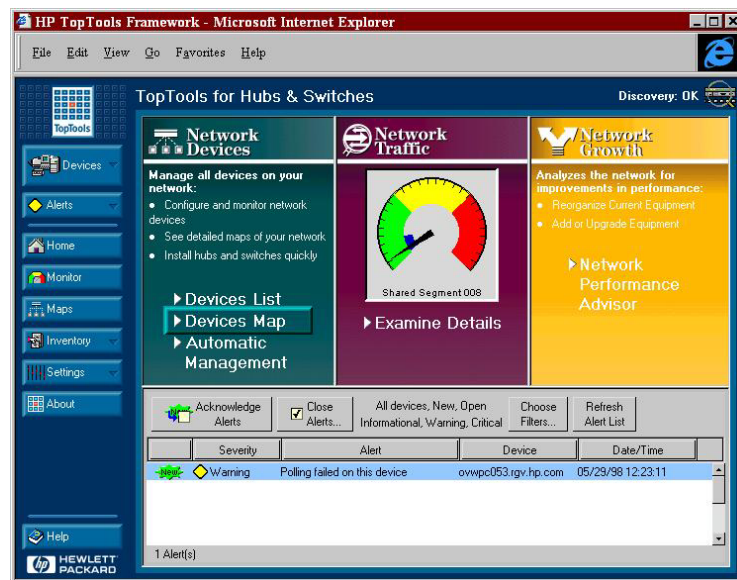 HP TopTools Framework - Microsoft Internet Explorer
File Edit View Go Favorites Help
TopTools
TopTools for Hubs & Switches
Discovery: OK
Devices
Alerts
Home
Monitor
Maps
Inventory
Settings
About
Help
HEWLETT
PACKARD
Network
Devices
Manage all devices on your
network:
• Configure and monitor network
devices
• See detailed maps of your network
• Install hubs and switches quickly
Devices List
Devices Map
Automatic
Management
Network
Traffic
Shared Segment 008
Examine Details
Network
Growth
Analyzes the network for
improvements in performance:
• Reorganize Current Equipment
• Add or Upgrade Equipment
Network
Performance
Advisor
Acknowledge
Alerts
Close
Alerts...
All devices, New, Open
Informational, Warning, Critical
Choose
Filters...
Refresh
Alert List
Severity Alert Device Date/Time
New Warning Polling failed on this device ovwpc053.rgv.hp.com 05/29/98 12:23:11
1 Alert(s)